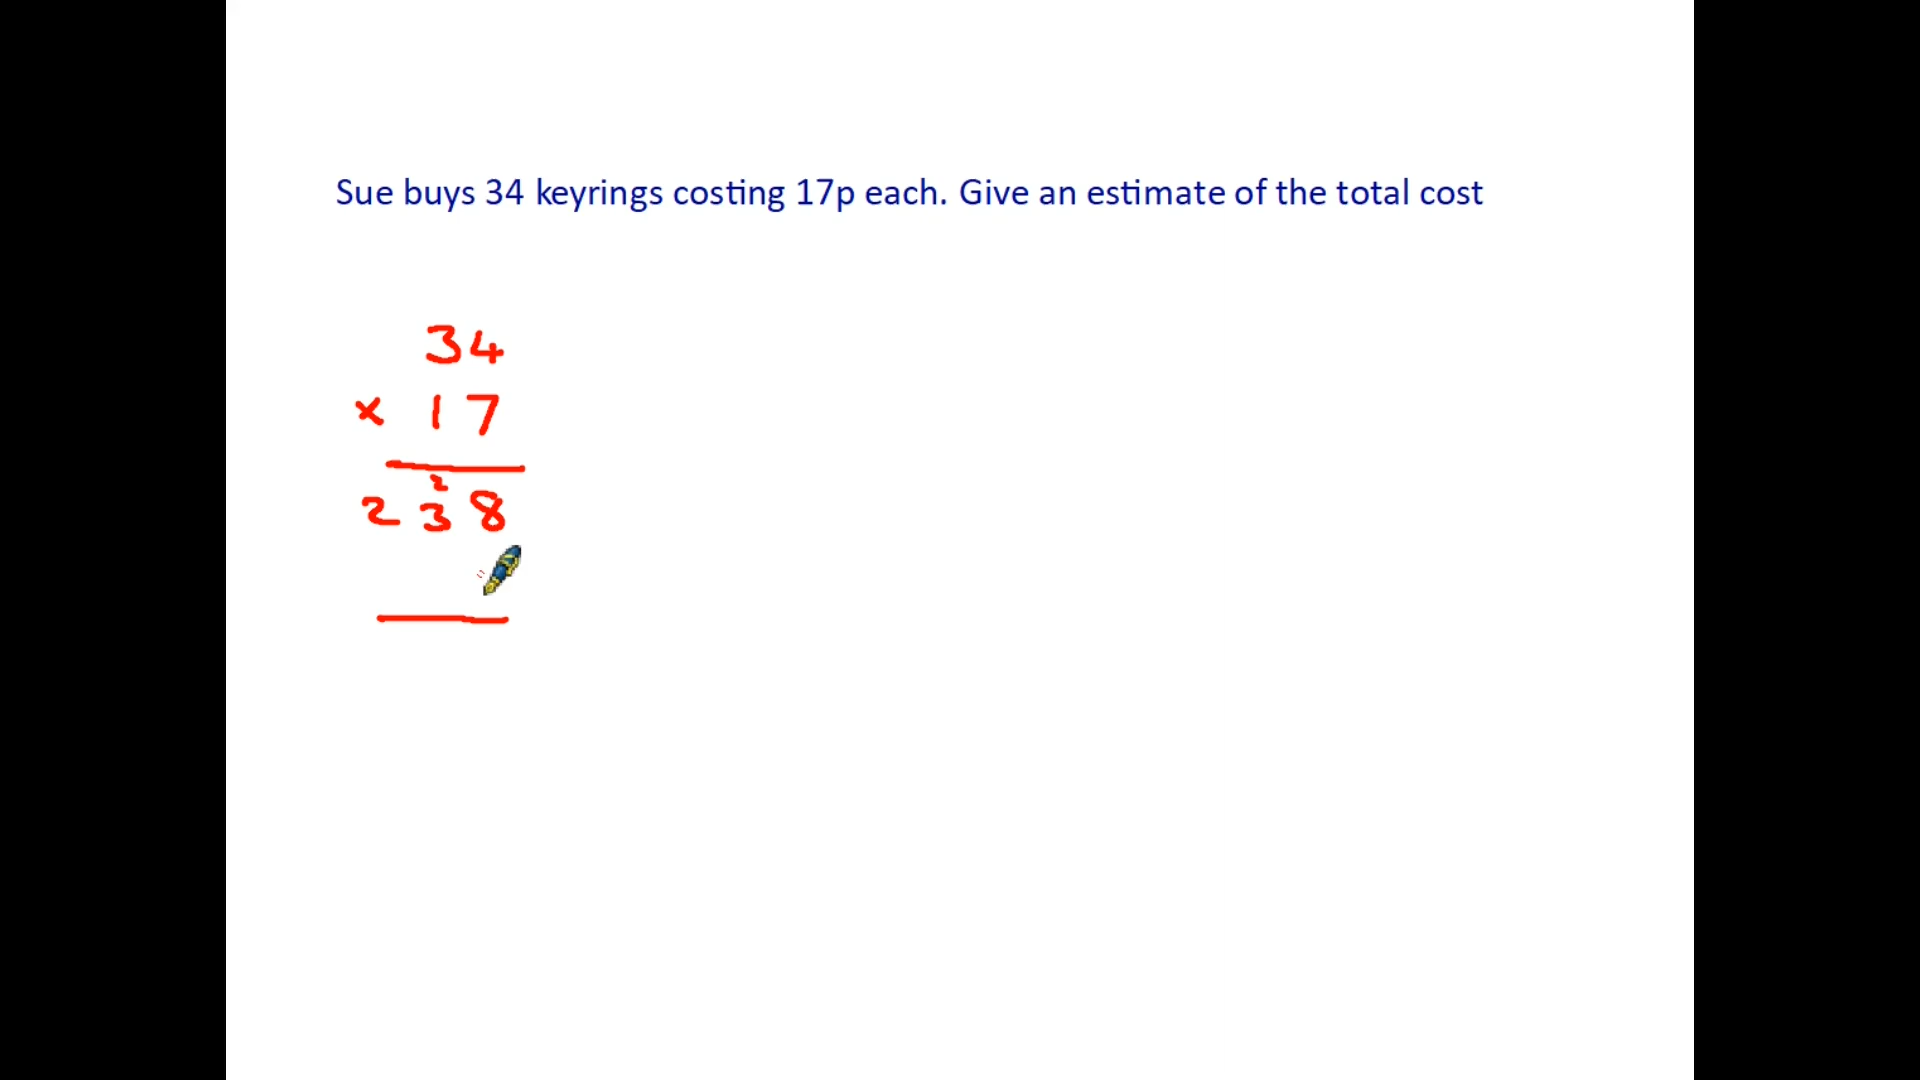 Sue buys 34 keyrings costing 17p each. Give an estimate of the total cost
34
x 17
2
238